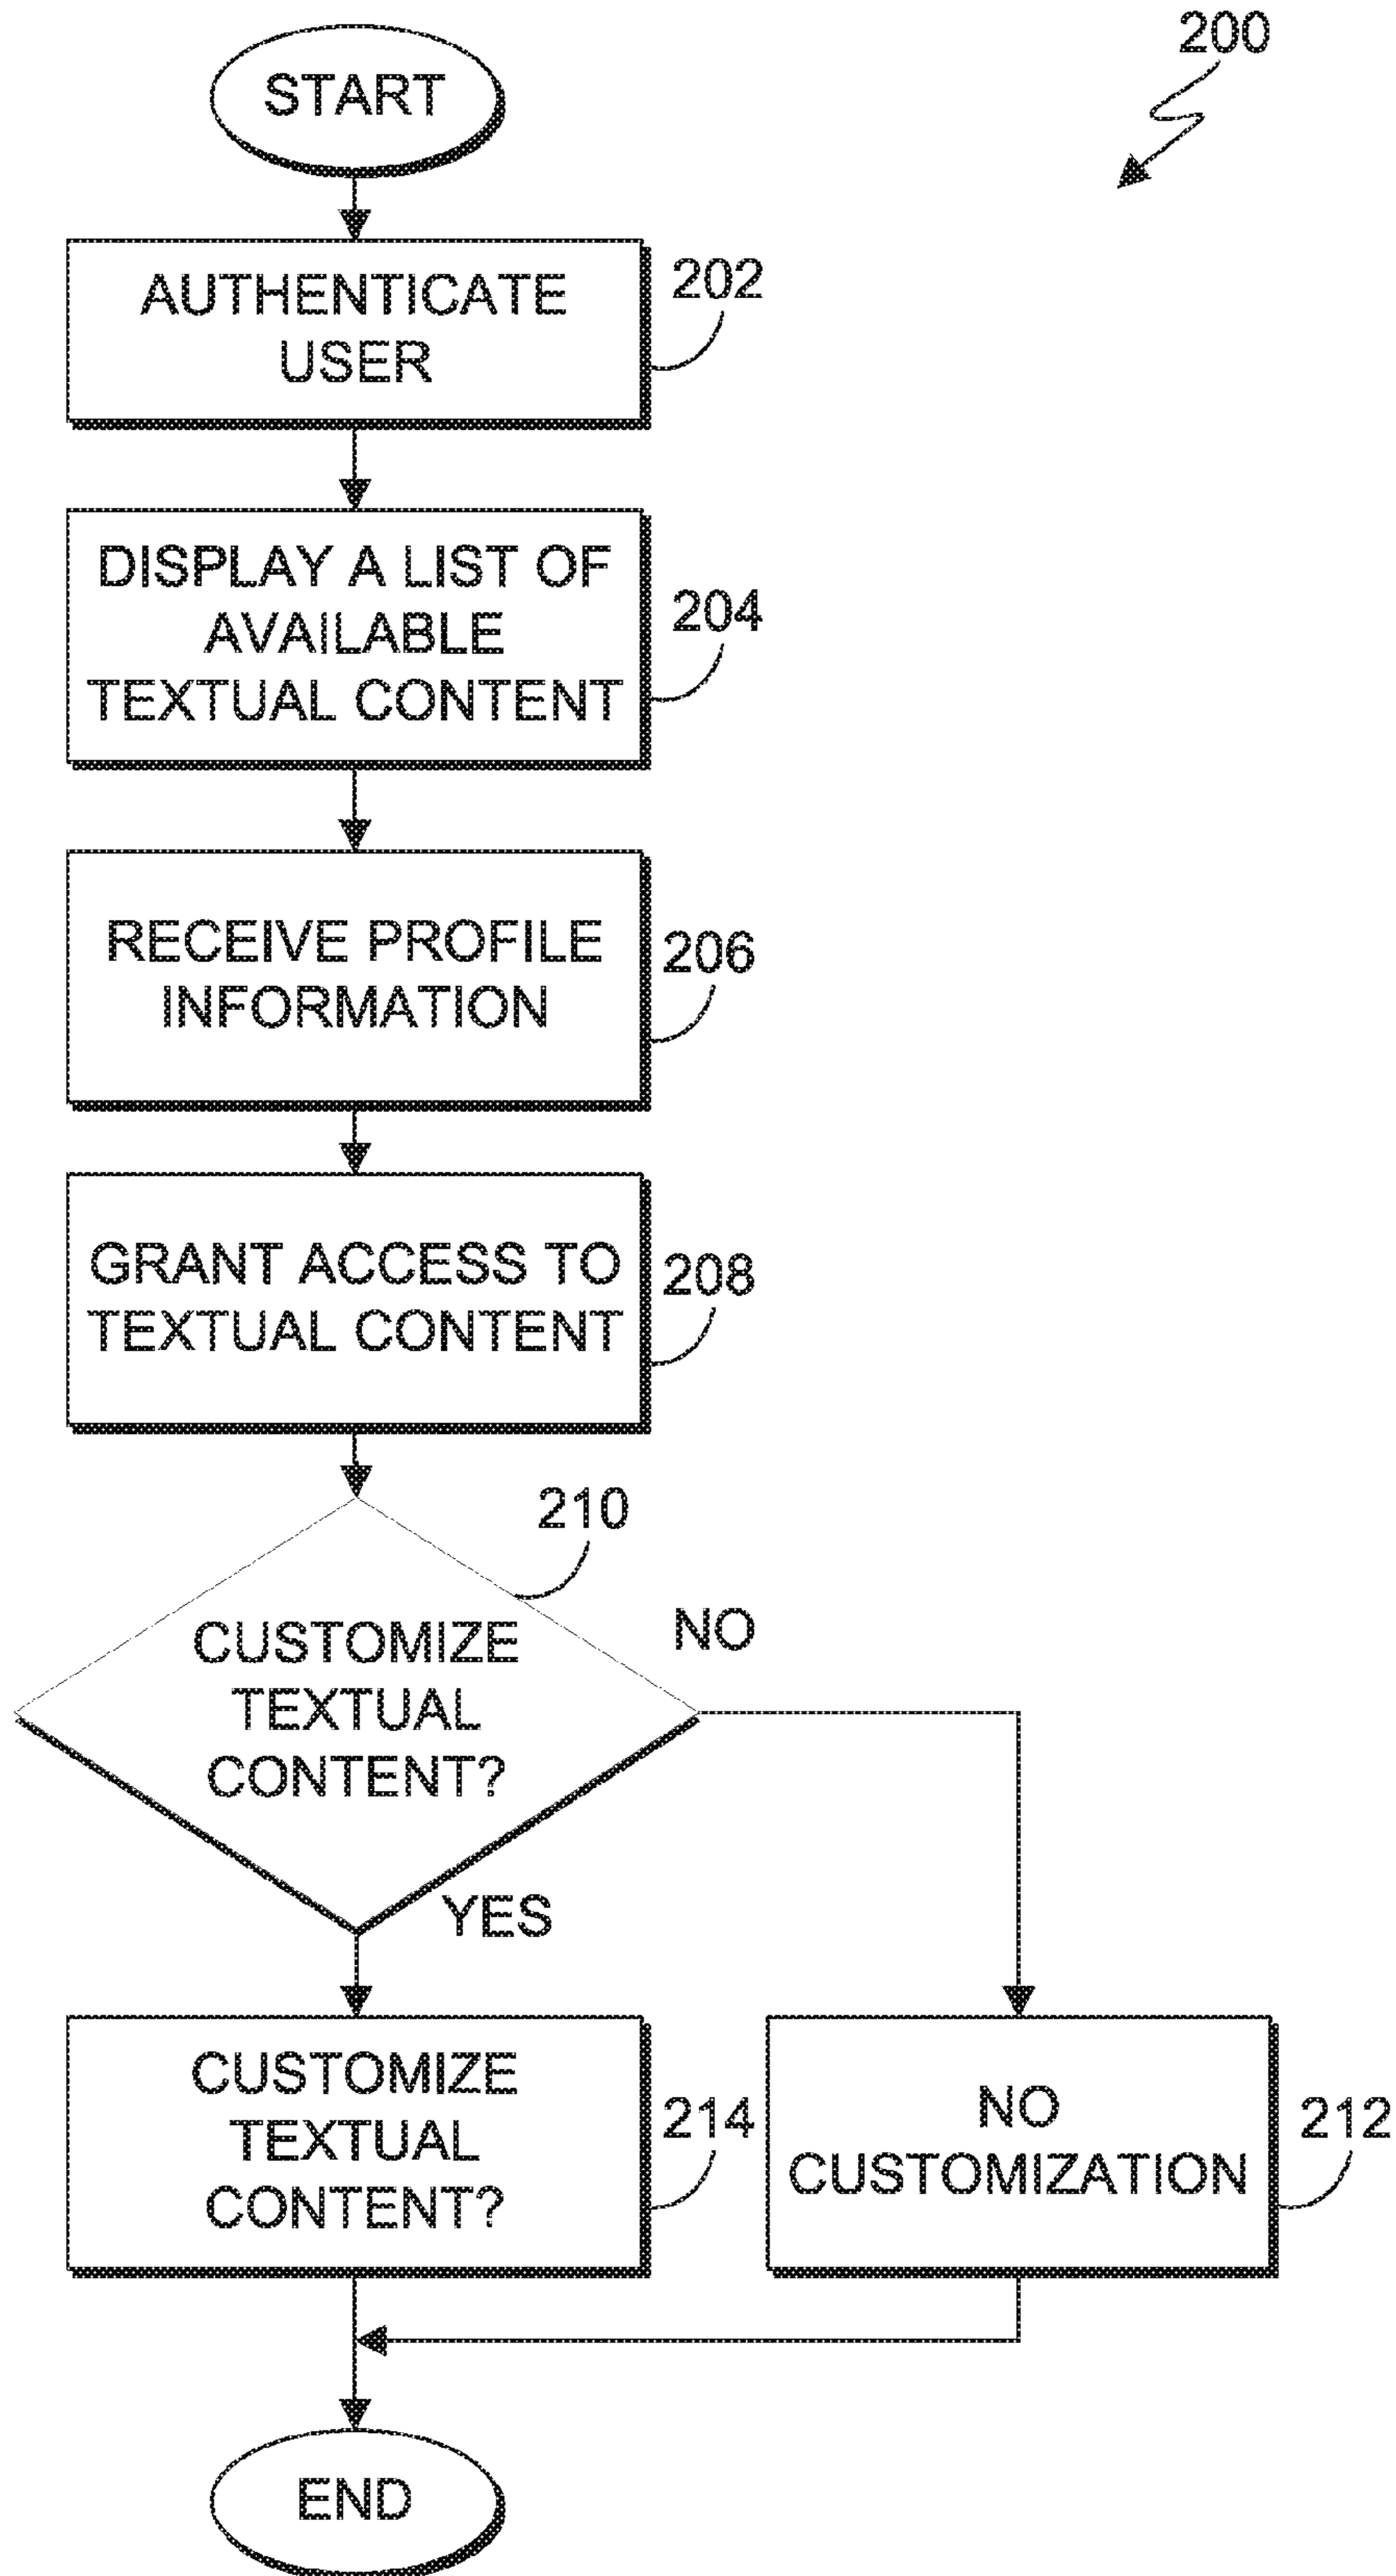 200
START
AUTHENTICATE
USER
202
DISPLAY A LIST OF
AVAILABLE
TEXTUAL CONTENT
204
RECEIVE PROFILE
INFORMATION
206
GRANT ACCESS TO
TEXTUAL CONTENT
208
210
CUSTOMIZE
TEXTUAL
CONTENT?
NO
YES
CUSTOMIZE
TEXTUAL
CONTENT?
214
NO
CUSTOMIZATION
212
END